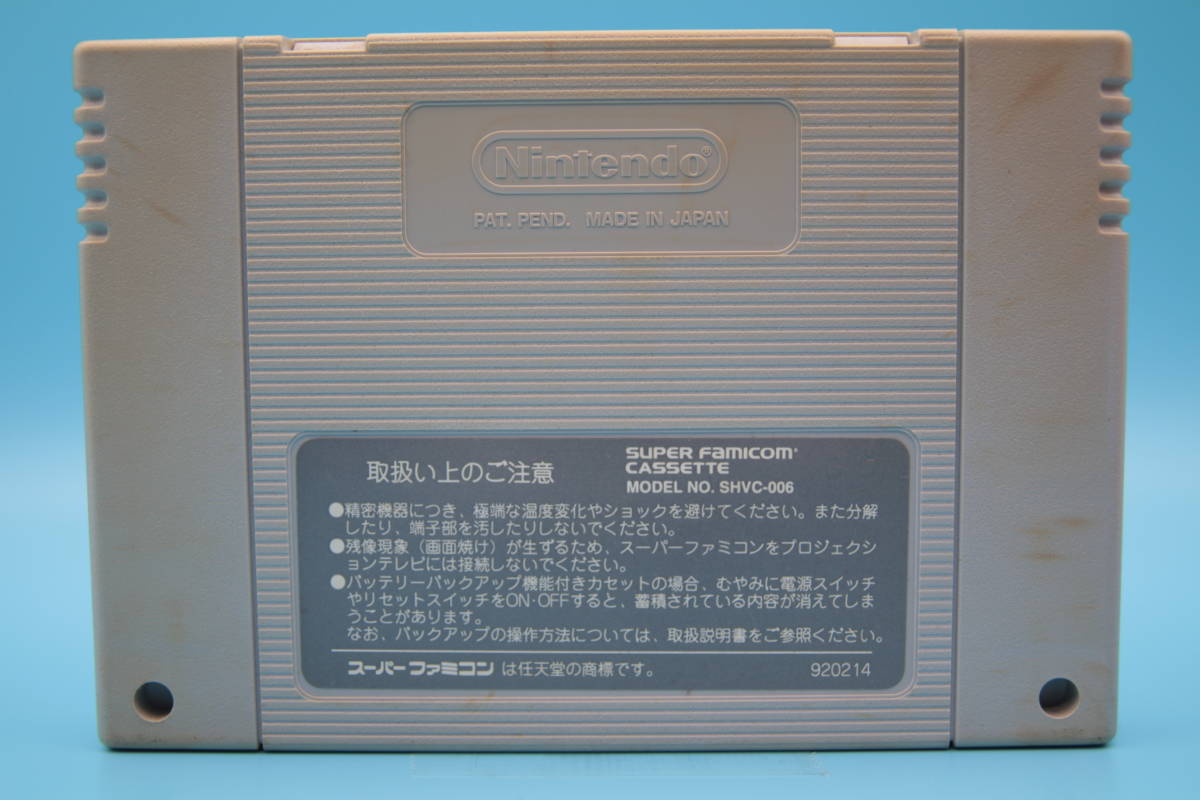 Nintendo®
PAT. PEND. MADE IN JAPAN
取扱い上のご注意
SUPER FAMICOM®
CASSETTE
MODEL NO. SHVC-006
●精密機器につき、極端な温度変化やショックを避けてください。また分解
したり、端子部を汚したりしないでください。
●残像現象（画面焼け）が生ずるため、スーパーファミコンをプロジェクシ
ョンテレビには接続しないでください。
●バッテリーバックアップ機能付きカセットの場合、むやみに電源スイッチ
やリセットスイッチをON·OFFすると、蓄積されている内容が消えてしま
うことがあります。
なお、バックアップの操作方法については、取扱説明書をご参照ください。
スーパーファミコン は任天堂の商標です。
920214